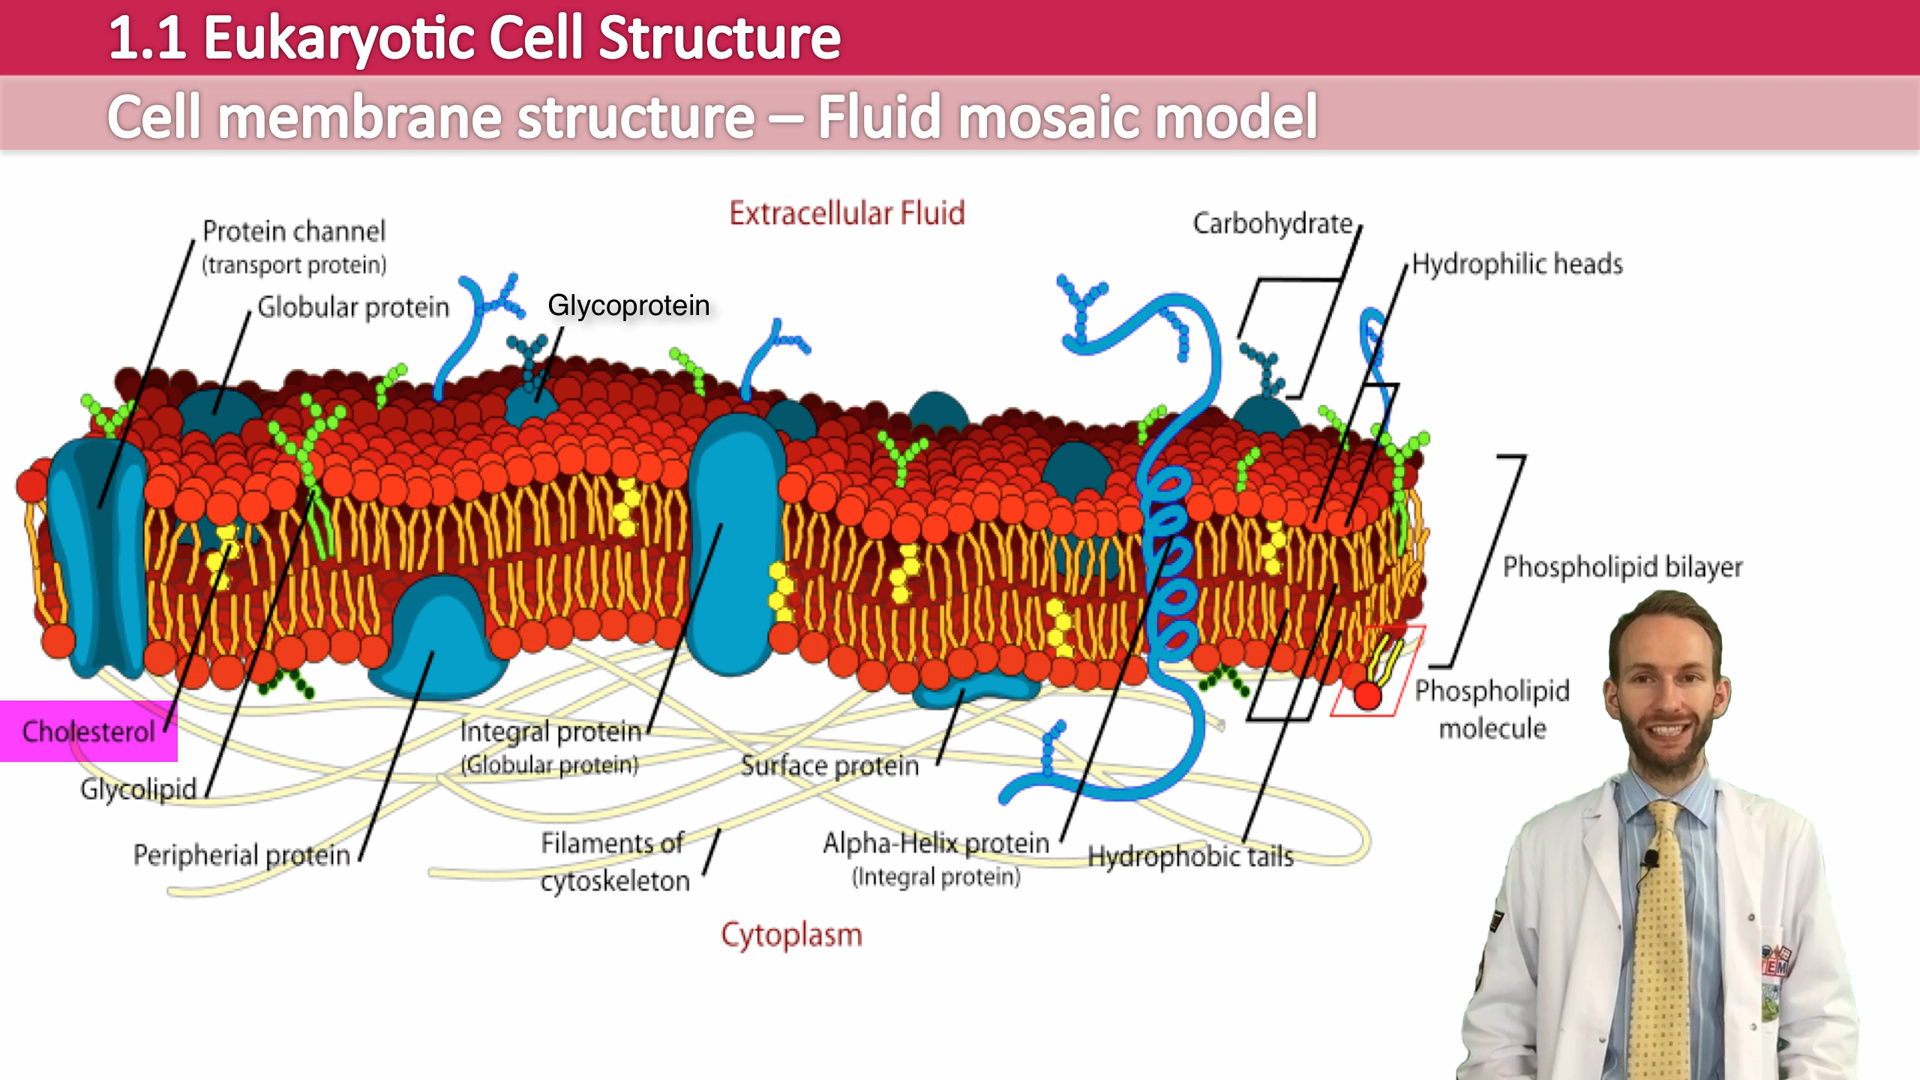 1.1 Eukaryotic Cell Structure
Cell membrane structure – Fluid mosaic model
Extracellular Fluid
Carbohydrate
Protein channel
(transport protein)
Hydrophilic heads
Globular protein
Glycoprotein
Phospholipid bilayer
Phospholipid
molecule
Cholesterol
Integral protein
(Globular protein)
Surface protein
Glycolipid
Peripherial protein
Filaments of
cytoskeleton
Alpha-Helix protein
(Integral protein)
Hydrophobic tails
Cytoplasm